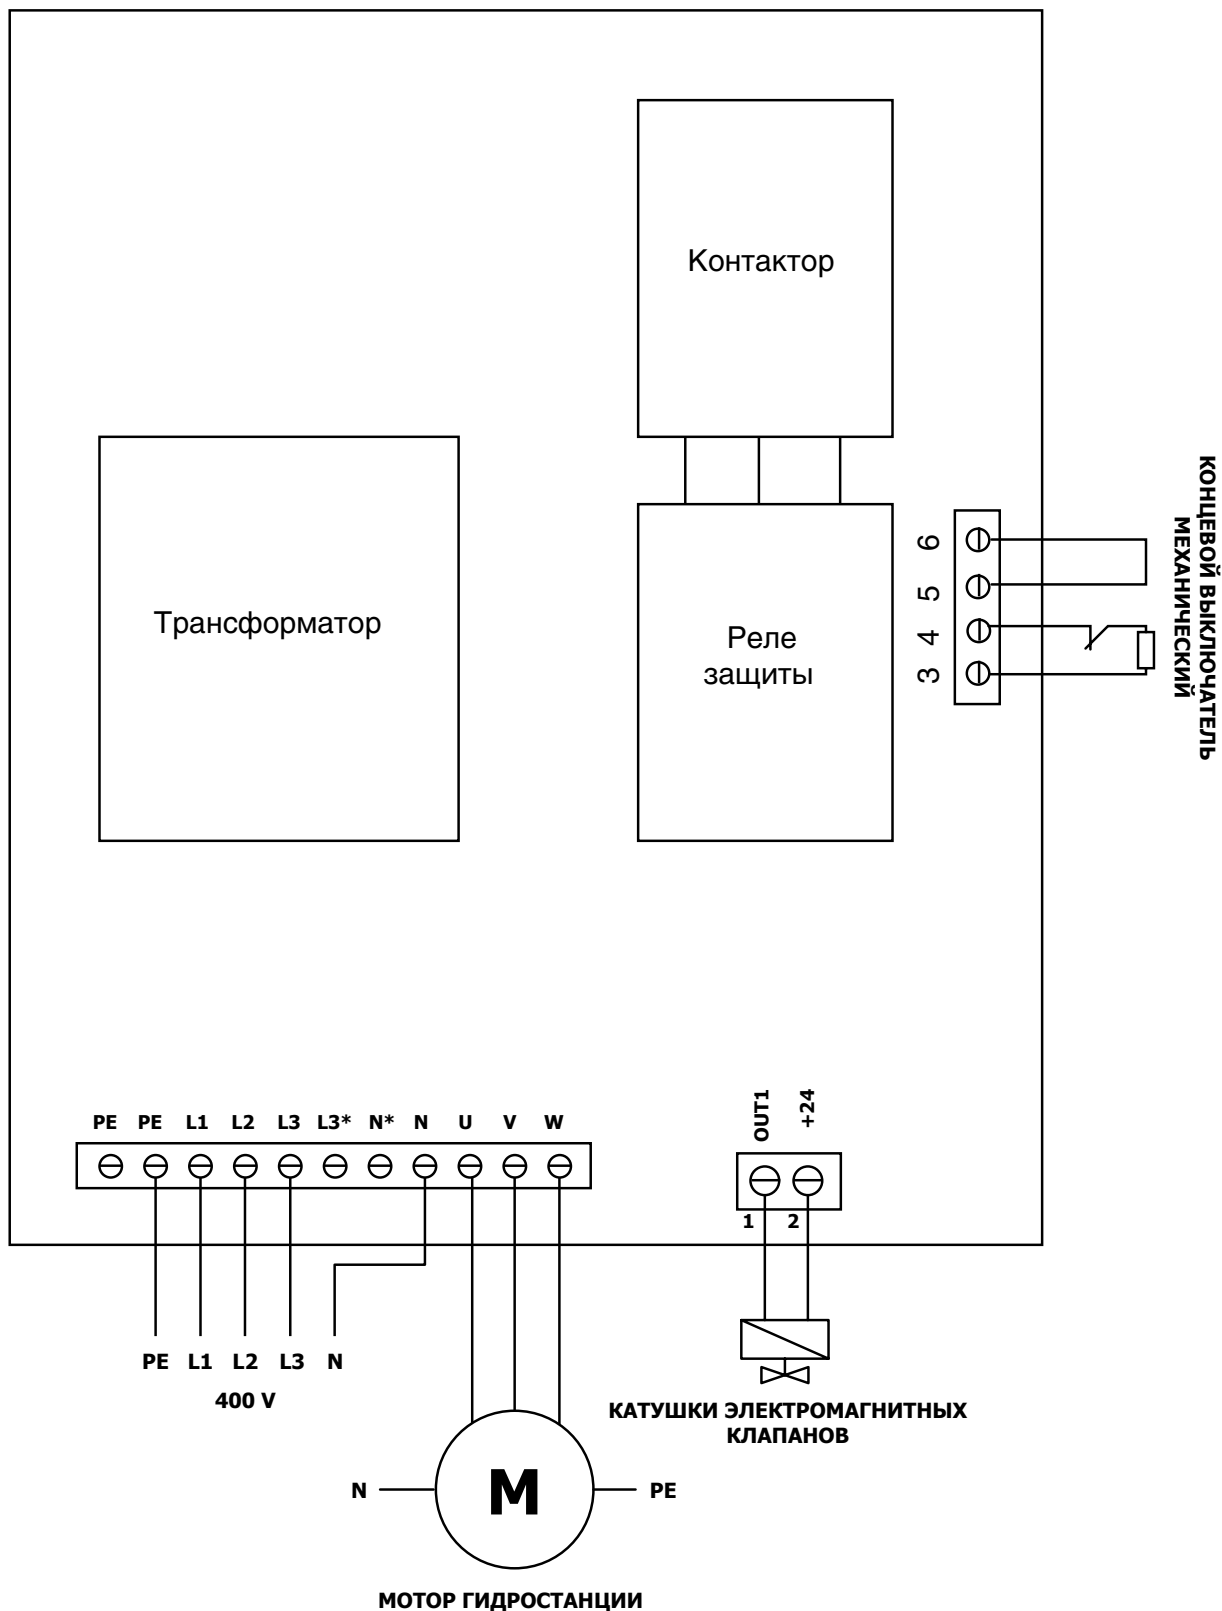 Контактор
Трансформатор
Реле
защиты
6
5
4
3
КОНЦЕВОЙ ВЫКЛЮЧАТЕЛЬ
МЕХАНИЧЕСКИЙ
PE PE L1 L2 L3 L3* N* N U V W
OUT1
+24
1 2
PE L1 L2 L3 N
400 V
КАТУШКИ ЭЛЕКТРОМАГНИТНЫХ
КЛАПАНОВ
N M PE
МОТОР ГИДРОСТАНЦИИ